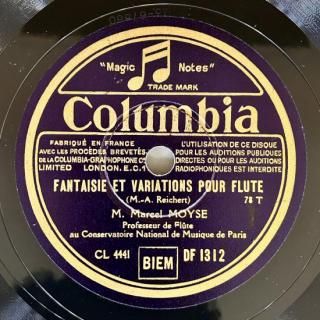 "Magic Notes"
TRADE MARK
Columbia
FABRIQUÉ EN FRANCE
AVEC LES PROCÉDÉS BREVETÉS
DE LA COLUMBIA-GRAPHOPHONE Cº
LIMITED LONDON. E.C.1
L'UTILISATION DE CE DISQUE
POUR LES AUDITIONS PUBLIQUES
DIRECTES OU POUR LES AUDITIONS
RADIOPHONIQUES EST INTERDITE
FANTAISIE ET VARIATIONS POUR FLUTE
(M.-A. Reichert) 78 T
M. Marcel MOYSE
Professeur de Flûte
au Conservatoire National de Musique de Paris
CL 4441 BIEM DF 1312